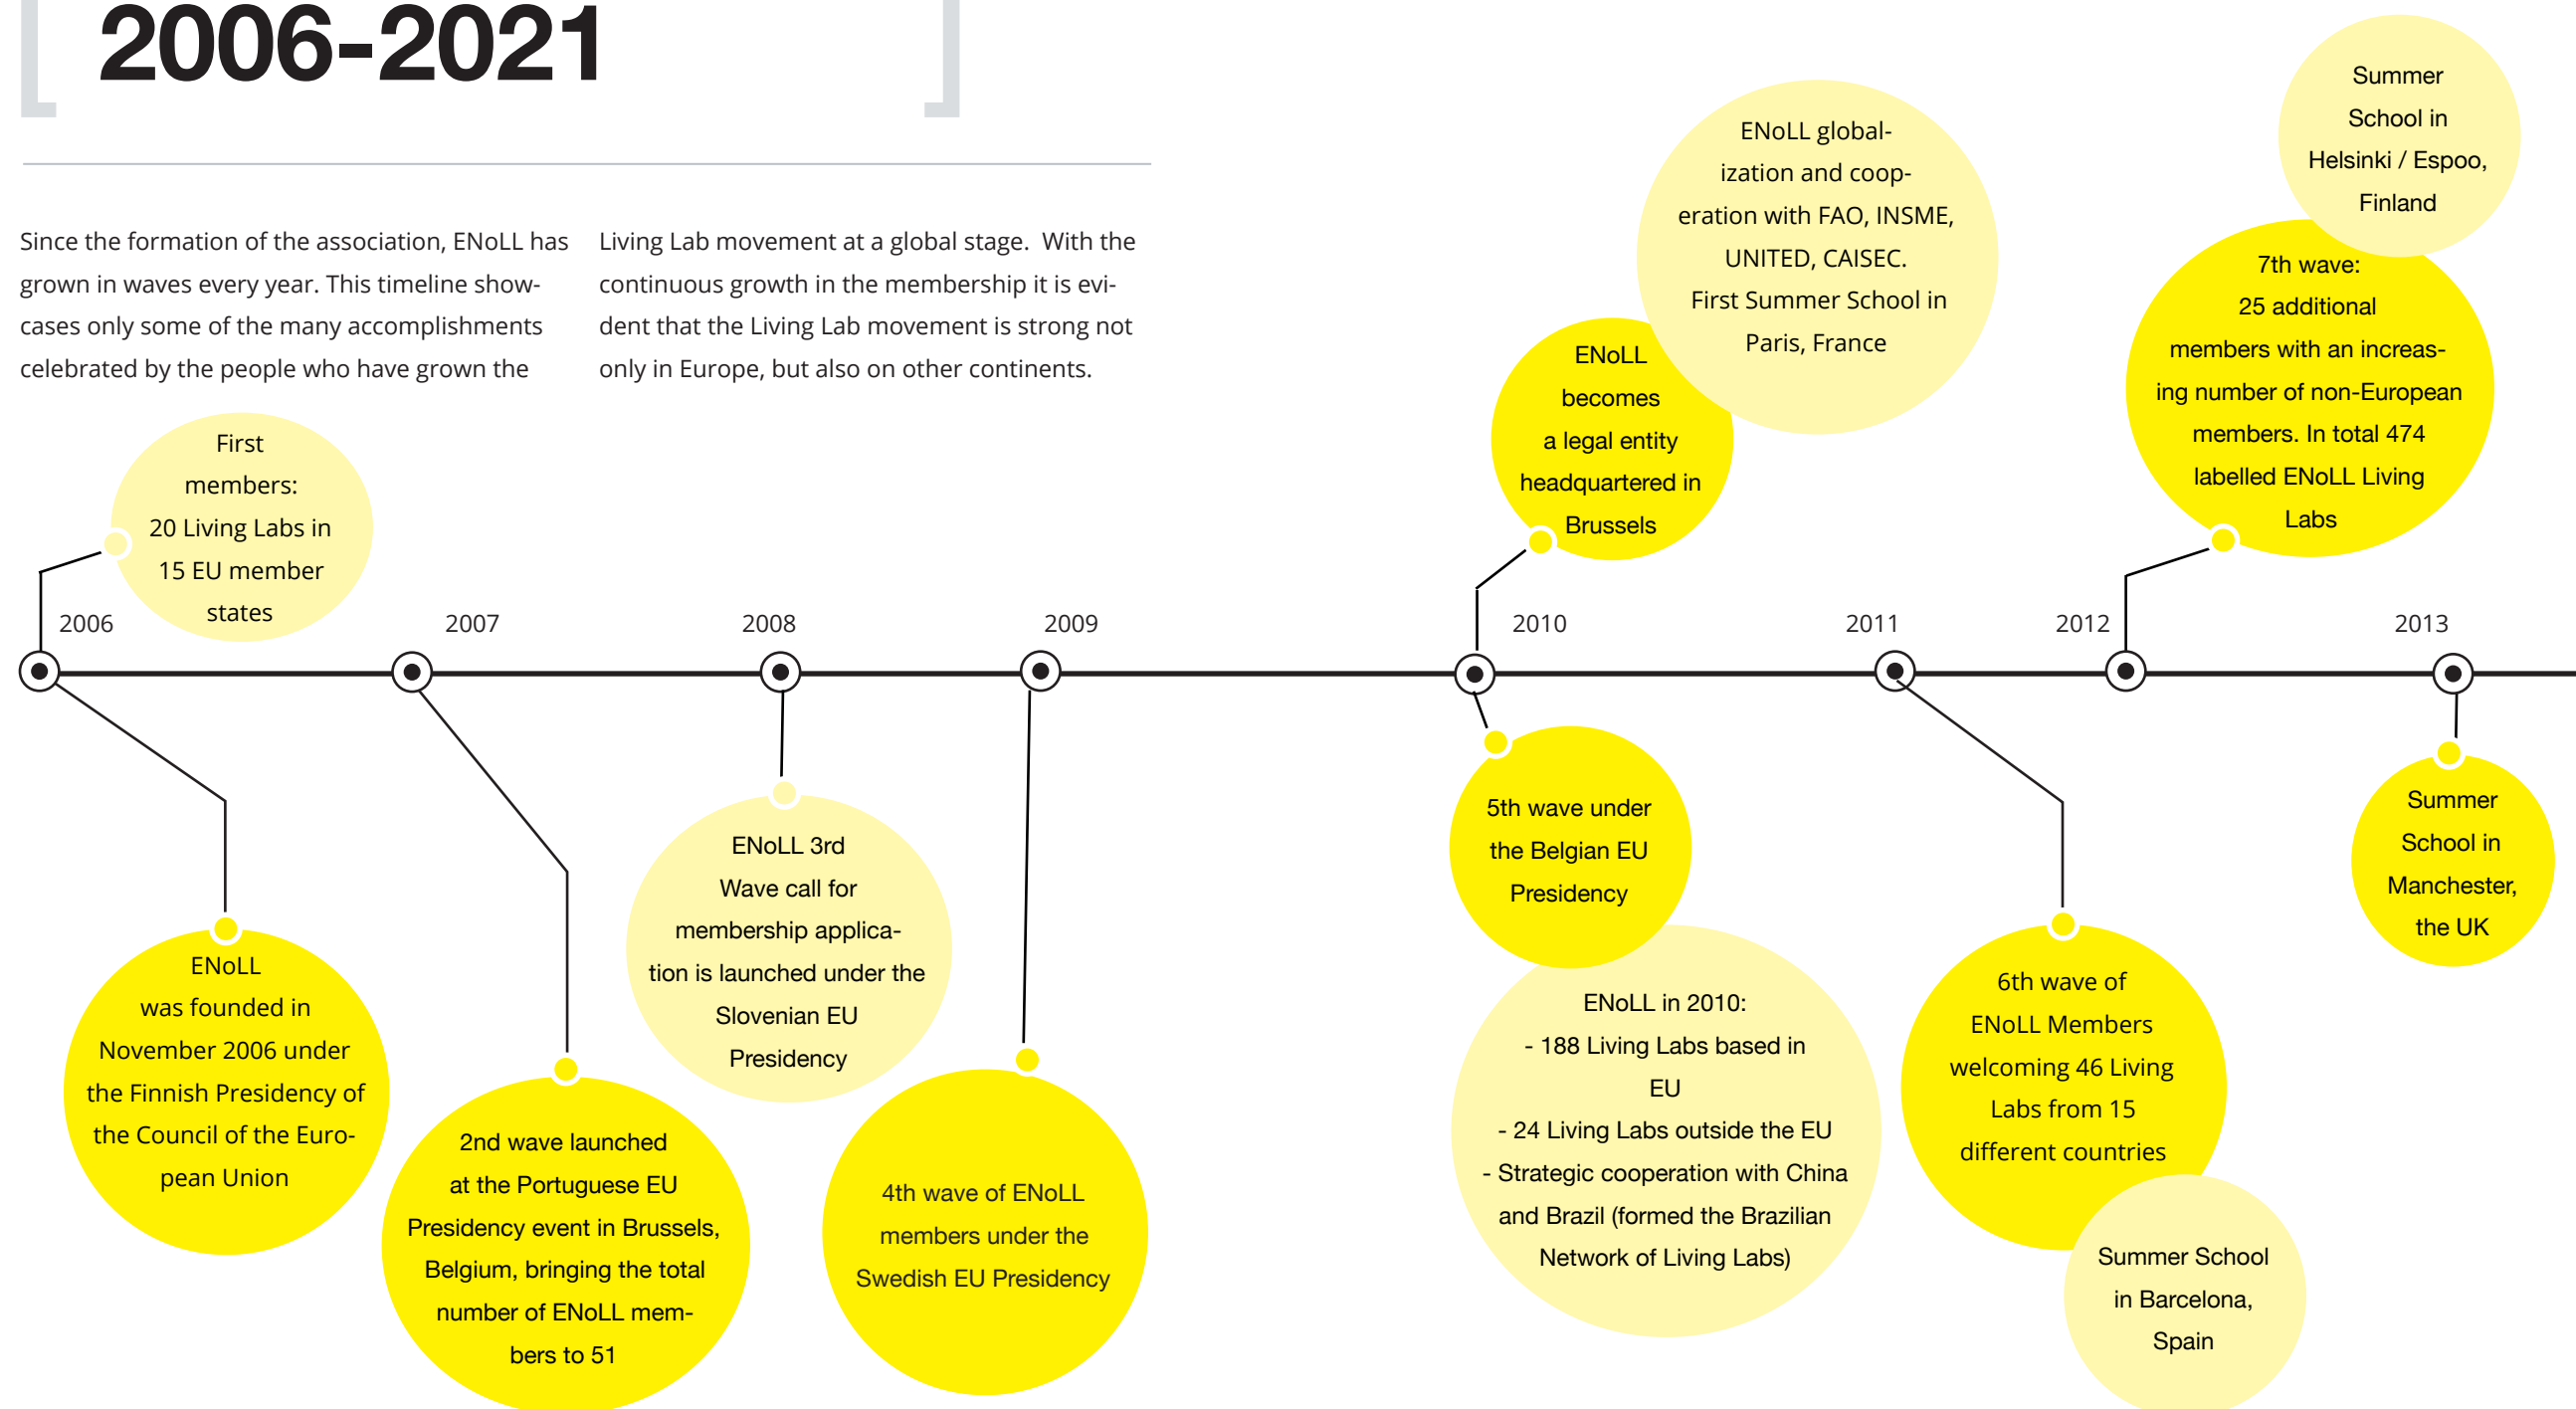 2006-2021
Since the formation of the association, ENoLL has
grown in waves every year. This timeline show-
cases only some of the many accomplishments
celebrated by the people who have grown the
Living Lab movement at a global stage.  With the
continuous growth in the membership it is evi-
dent that the Living Lab movement is strong not
only in Europe, but also on other continents.
First
members:
20 Living Labs in
15 EU member
states
ENoLL
becomes
a legal entity
headquartered in
Brussels
ENoLL global-
ization and coop-
eration with FAO, INSME,
UNITED, CAISEC.
First Summer School in
Paris, France
Summer
School in
Helsinki / Espoo,
Finland
7th wave:
25 additional
members with an increas-
ing number of non-European
members. In total 474
labelled ENoLL Living
Labs
2006
2007
2008
2009
2010
2011
2012
2013
ENoLL
was founded in
November 2006 under
the Finnish Presidency of
the Council of the Euro-
pean Union
2nd wave launched
at the Portuguese EU
Presidency event in Brussels,
Belgium, bringing the total
number of ENoLL mem-
bers to 51
ENoLL 3rd
Wave call for
membership applica-
tion is launched under the
Slovenian EU
Presidency
4th wave of ENoLL
members under the
Swedish EU Presidency
5th wave under
the Belgian EU
Presidency
ENoLL in 2010:
- 188 Living Labs based in
EU
- 24 Living Labs outside the EU
- Strategic cooperation with China
and Brazil (formed the Brazilian
Network of Living Labs)
6th wave of
ENoLL Members
welcoming 46 Living
Labs from 15
different countries
Summer School
in Barcelona,
Spain
Summer
School in
Manchester,
the UK